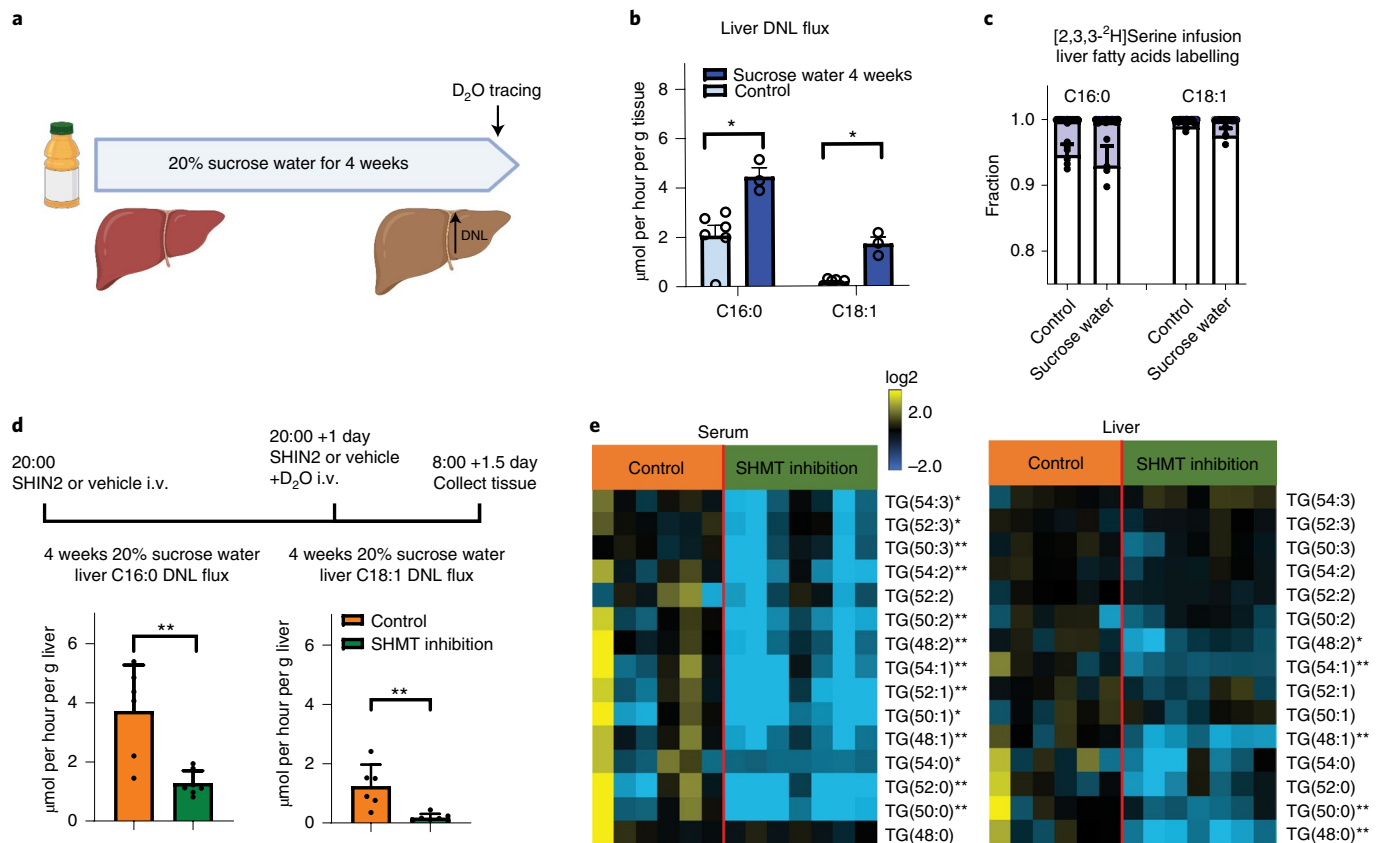 a
D2O tracing
20% sucrose water for 4 weeks
DNL
b
Liver DNL flux
Sucrose water 4 weeks
Control
μmol per hour per g tissue
8
6
4
2
0
*
*
C16:0
C18:1
c
[2,3,3-²H]Serine infusion
liver fatty acids labelling
C16:0
C18:1
Fraction
1.0
0.9
0.8
Control
Sucrose water
Control
Sucrose water
d
20:00
SHIN2 or vehicle i.v.
20:00 +1 day
SHIN2 or vehicle
+D2O i.v.
8:00 +1.5 day
Collect tissue
4 weeks 20% sucrose water
liver C16:0 DNL flux
μmol per hour per g liver
6
4
2
0
**
4 weeks 20% sucrose water
liver C18:1 DNL flux
Control
SHMT inhibition
μmol per hour per g liver
6
4
2
0
**
e
log2
2.0
–2.0
Serum
Control
SHMT inhibition
TG(54:3)*
TG(52:3)*
TG(50:3)**
TG(54:2)**
TG(52:2)
TG(50:2)**
TG(48:2)**
TG(54:1)**
TG(52:1)**
TG(50:1)*
TG(48:1)**
TG(54:0)*
TG(52:0)**
TG(50:0)**
TG(48:0)
Liver
Control
SHMT inhibition
TG(54:3)
TG(52:3)
TG(50:3)
TG(54:2)
TG(52:2)
TG(50:2)
TG(48:2)*
TG(54:1)**
TG(52:1)
TG(50:1)
TG(48:1)**
TG(54:0)
TG(52:0)
TG(50:0)**
TG(48:0)**